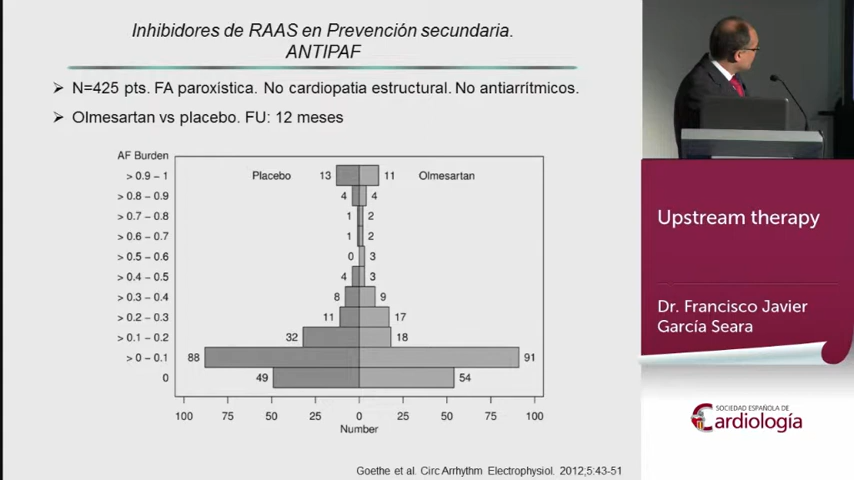 Inhibidores de RAAS en Prevención secundaria.
ANTIPAF
N=425 pts. FA paroxística. No cardiopatia estructural. No antiarrítmicos.
Olmesartan vs placebo. FU: 12 meses
AF Burden
> 0.9 – 1 Placebo 13 11 Olmesartan
> 0.8 – 0.9 4 4
> 0.7 – 0.8 1 2
> 0.6 – 0.7 1 2
> 0.5 – 0.6 0 3
> 0.4 – 0.5 4 3
> 0.3 – 0.4 8 9
> 0.2 – 0.3 11 17
> 0.1 – 0.2 32 18
> 0 – 0.1 88 91
0 49 54
100 75 50 25 0 25 50 75 100
Number
Goethe et al. Circ Arrhythm Electrophysiol. 2012;5:43-51
Upstream therapy
Dr. Francisco Javier
García Seara
SOCIEDAD ESPAÑOLA DE
Cardiología